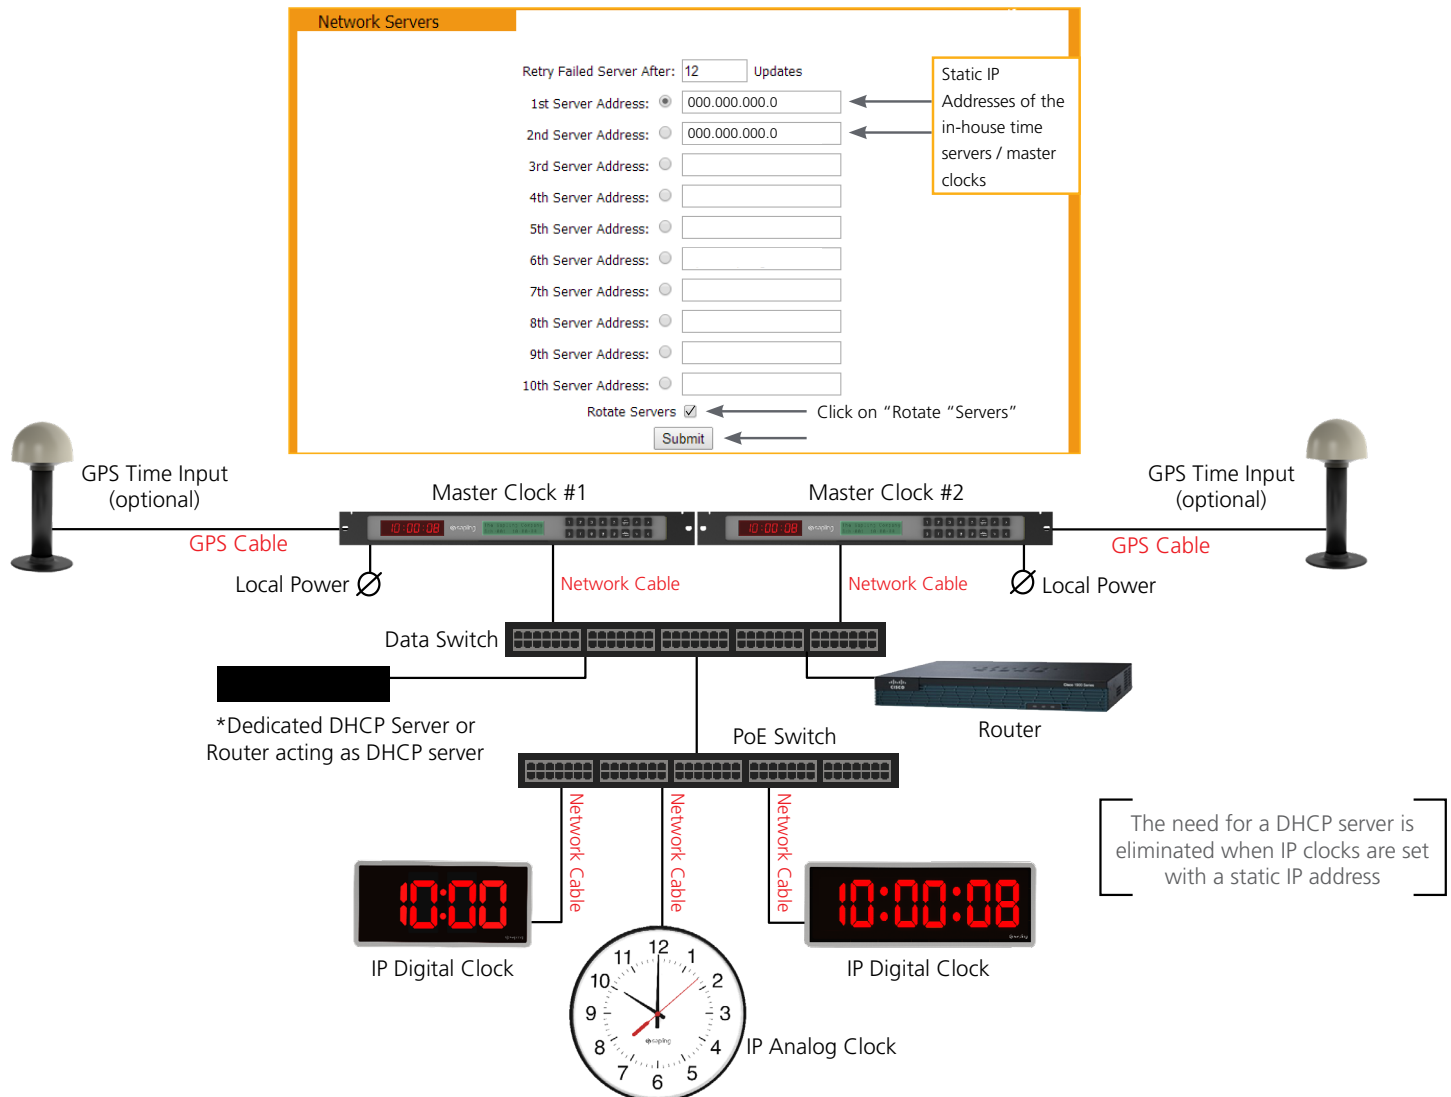 Network Servers
Retry Failed Server After: 12 Updates
1st Server Address: 000.000.000.0
2nd Server Address: 000.000.000.0
3rd Server Address:
4th Server Address:
5th Server Address:
6th Server Address:
7th Server Address:
8th Server Address:
9th Server Address:
10th Server Address:
Rotate Servers
Click on “Rotate “Servers”
Submit
Static IP
Addresses of the
in-house time
servers / master
clocks
GPS Time Input
(optional)
Master Clock #1
Master Clock #2
GPS Time Input
(optional)
10:00:08
10:00:08
GPS Cable
GPS Cable
Local Power
Network Cable
Network Cable
Local Power
Data Switch
CISCO
*Dedicated DHCP Server or
Router acting as DHCP server
Router
PoE Switch
Network Cable
Network Cable
Network Cable
The need for a DHCP server is
eliminated when IP clocks are set
with a static IP address
10:00
10:00:08
IP Digital Clock
IP Digital Clock
12
1
2
3
4
5
6
7
8
9
10
11
sapling
IP Analog Clock